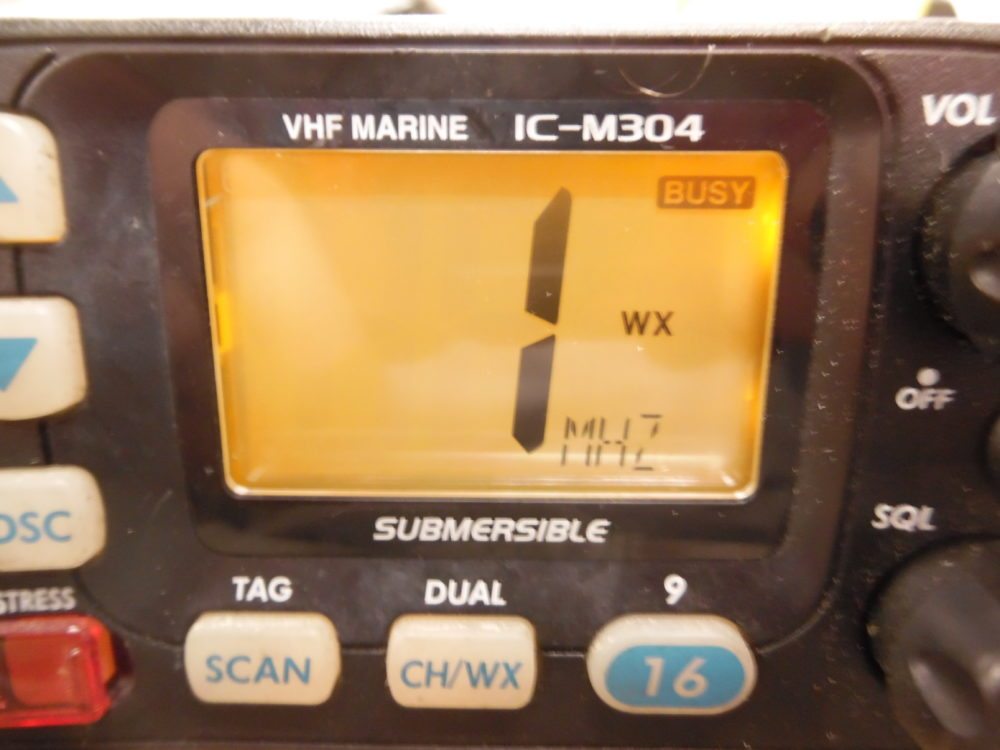 VHF MARINE IC-M304
VOL
BUSY
1
WX
MHZ
OFF
DSC
SUBMERSIBLE
SQL
TAG DUAL 9
SCAN CH/WX 16